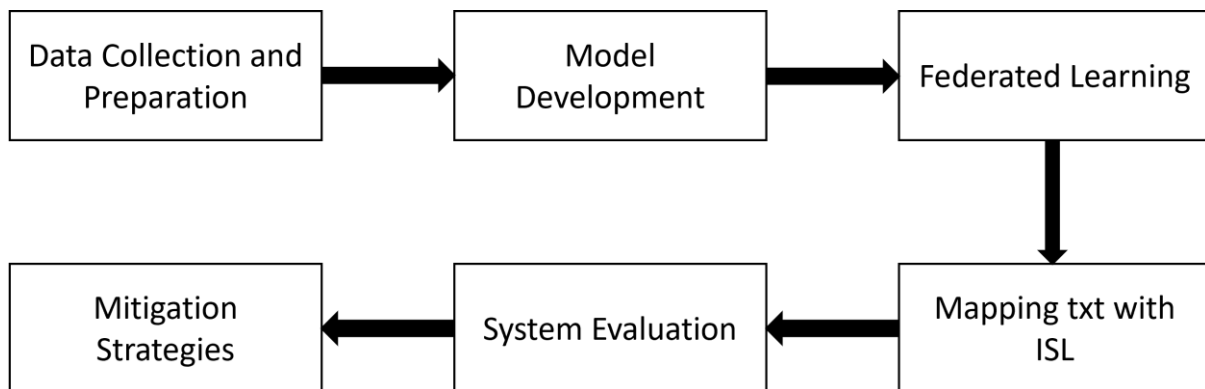 Data Collection and
Preparation
Model
Development
Federated Learning
Mapping txt with
ISL
System Evaluation
Mitigation
Strategies